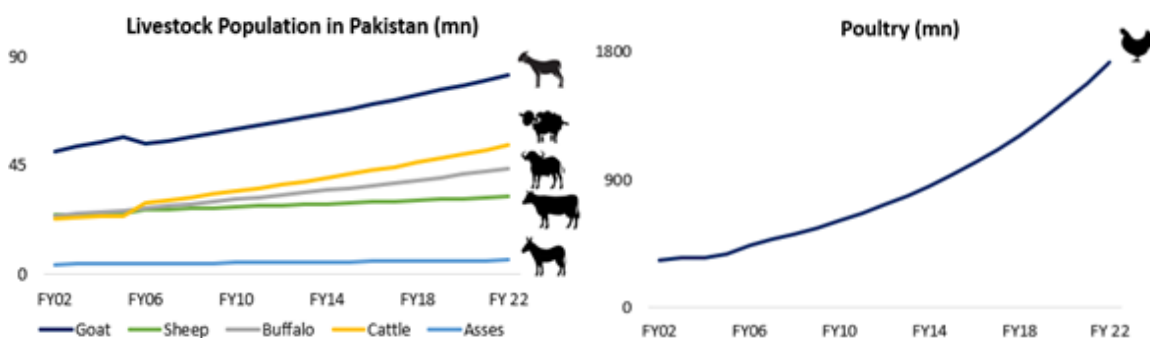 Livestock Population in Pakistan (mn)
90
45
0
FY02 FY06 FY10 FY14 FY18 FY 22
Goat Sheep Buffalo Cattle Asses
Poultry (mn)
1800
900
0
FY02 FY06 FY10 FY14 FY18 FY 22